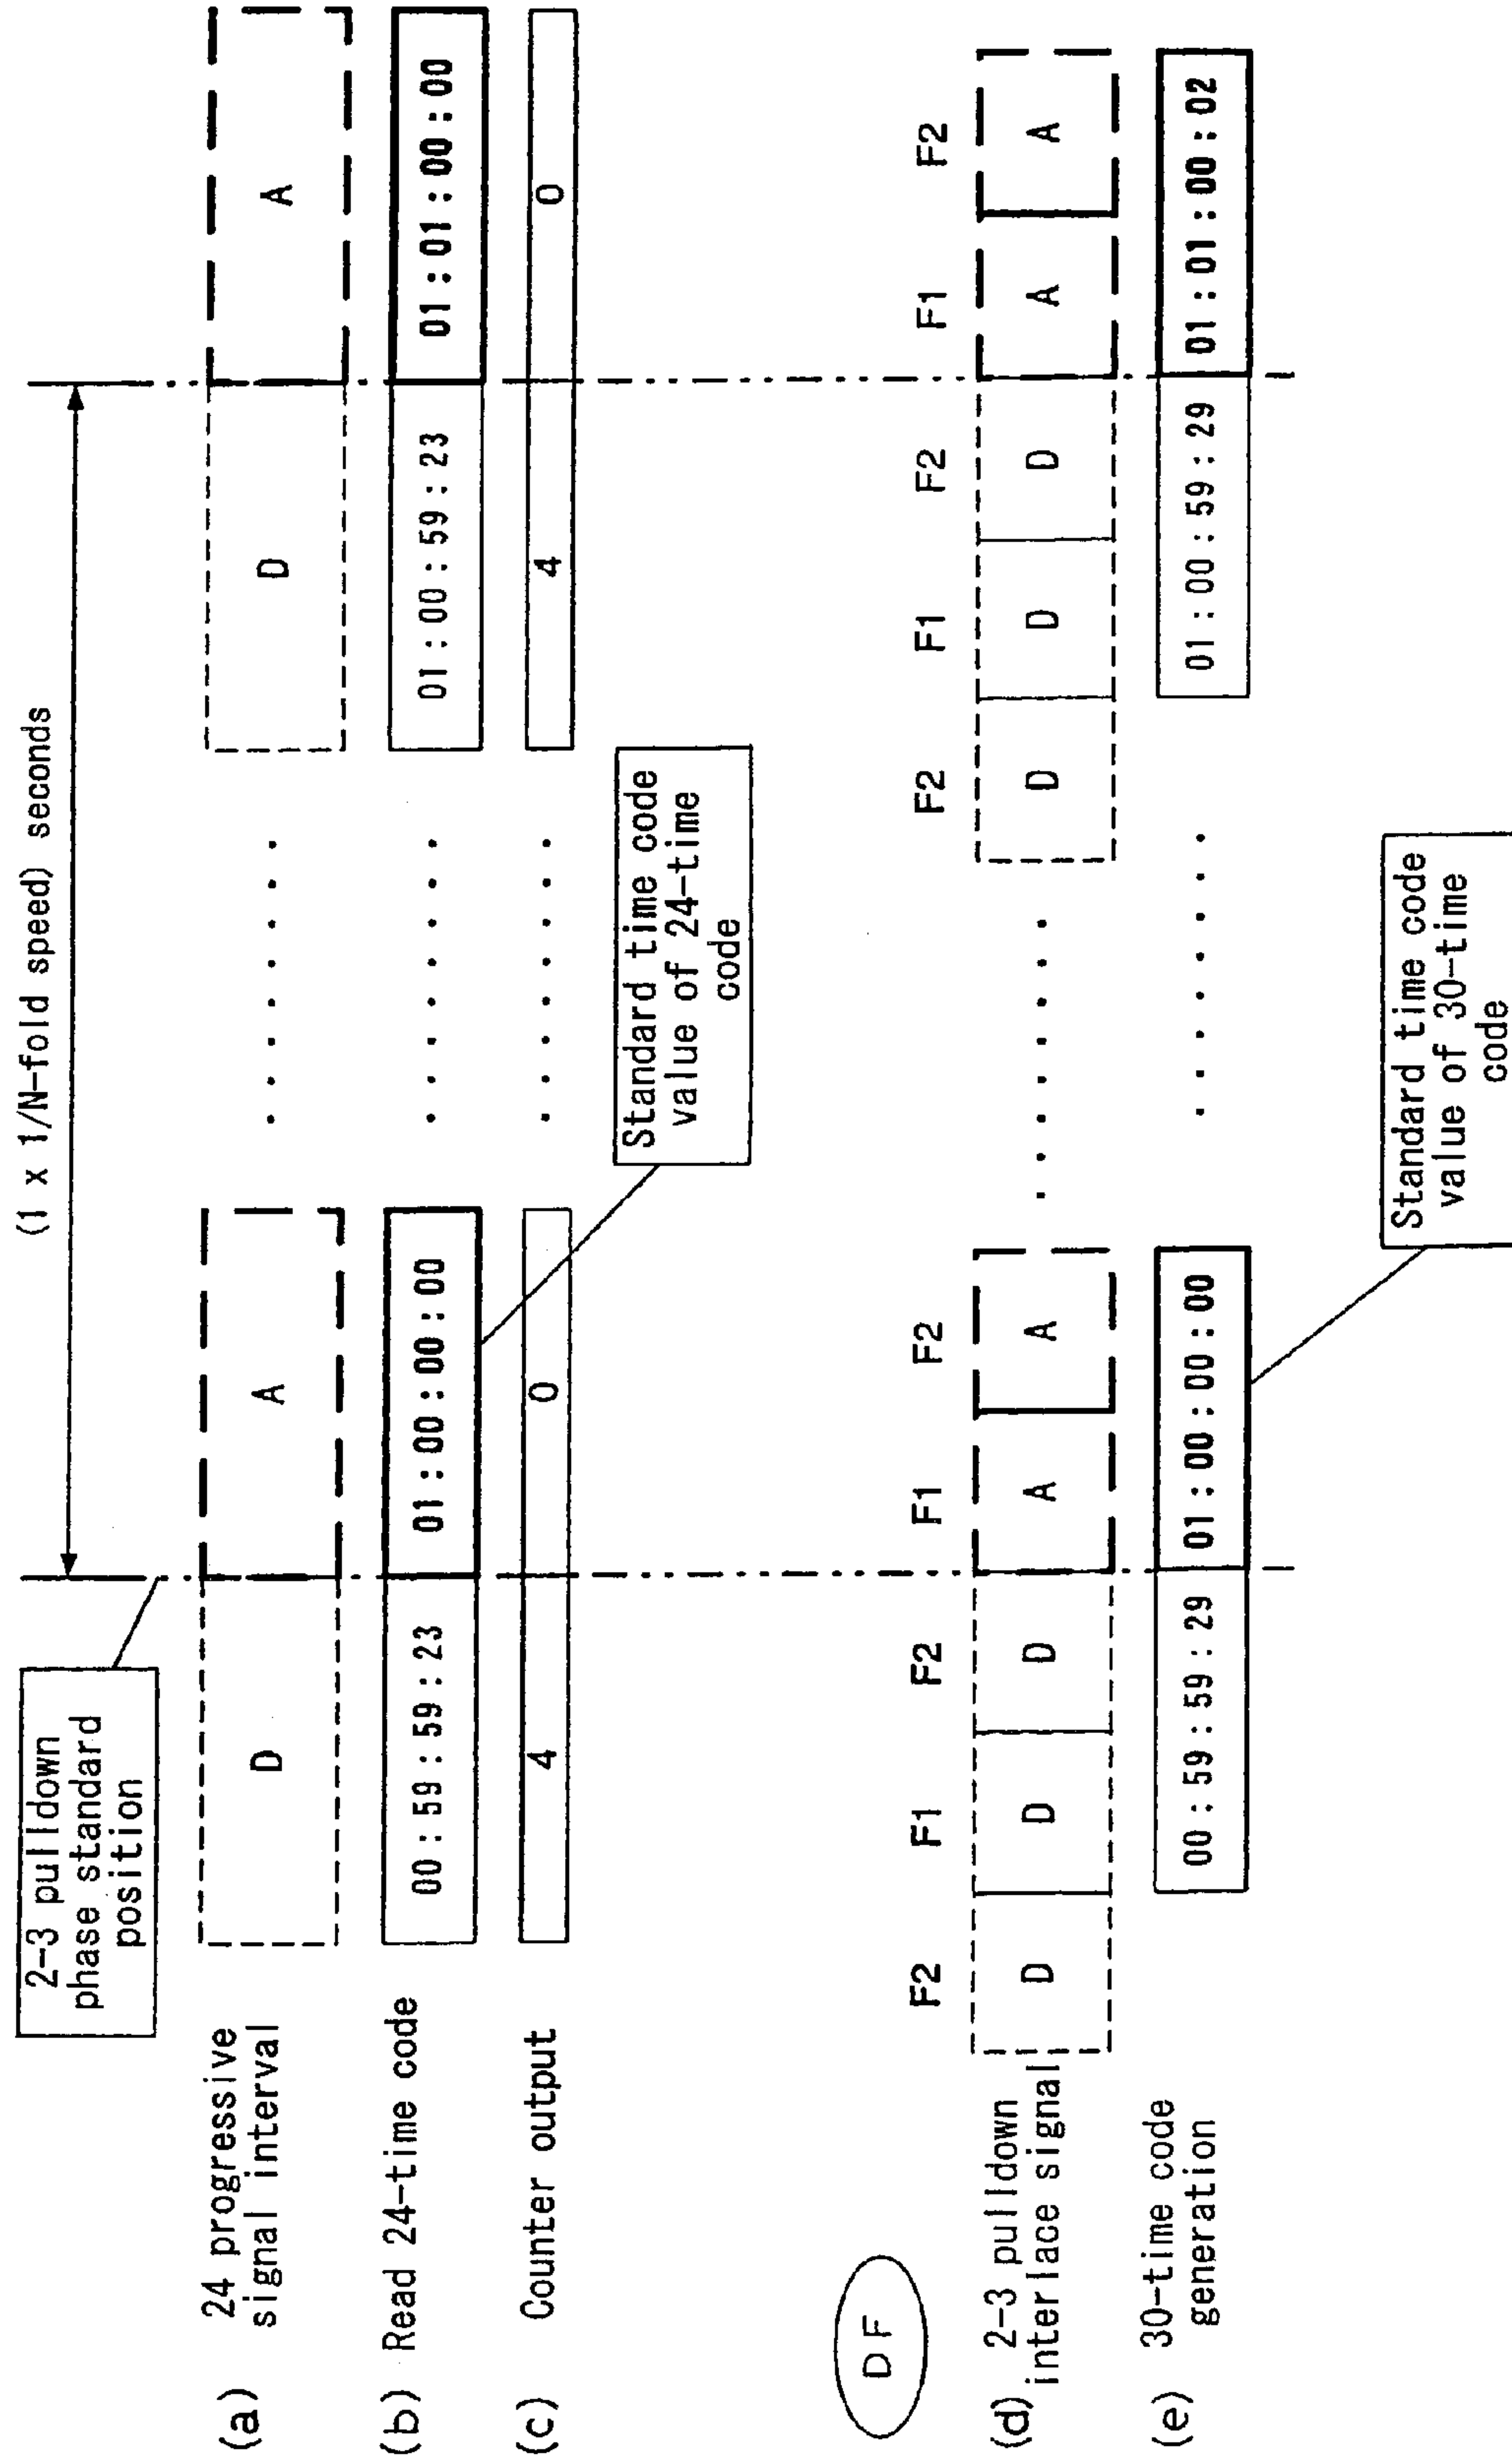 (1 x 1/N-fold speed) seconds
2-3 pulldown
phase standard
position
(a) 24 progressive
signal interval
D
A
. . . . . . . .
D
A
(b) Read 24-time code
00:59:59:23
01:00:00:00
. . . . . . . .
01:00:59:23
01:01:00:00
(c) Counter output
4
0
. . . . . . . .
4
0
Standard time code
value of 24-time
code
DF
F2 F1 F2 F1 F2
F2 F1 F2 F1 F2
(d) 2-3 pulldown
interlace signal
D D D A A
. . . . . . . .
D D D A A
(e) 30-time code
generation
00:59:59:29
01:00:00:00
. . . . . . . .
01:00:59:29
01:01:00:02
Standard time code
value of 30-time
code